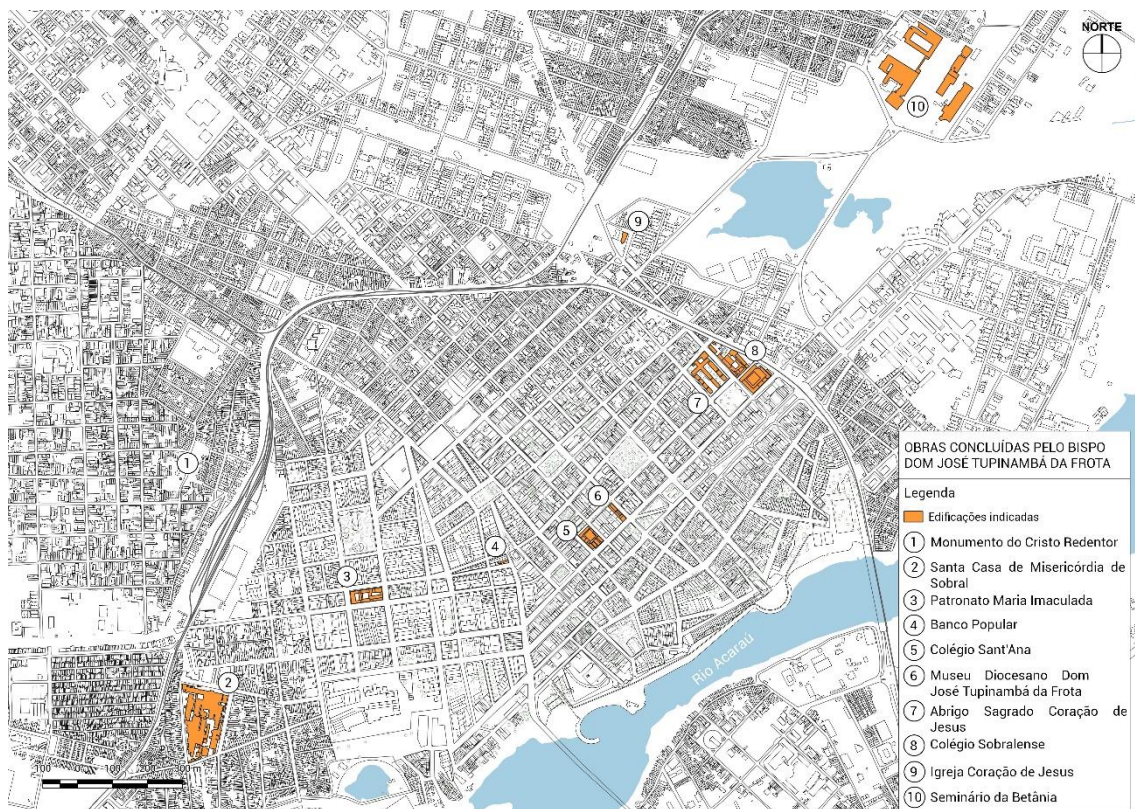 NORTE
10
9
8
7
1
6
5
4
3
2
Rio Acaraú
OBRAS CONCLUÍDAS PELO BISPO
DOM JOSÉ TUPINAMBÁ DA FROTA
Legenda
Edificações indicadas
1 Monumento do Cristo Redentor
2 Santa Casa de Misericórdia de
Sobral
3 Patronato Maria Imaculada
4 Banco Popular
5 Colégio Sant'Ana
6 Museu Diocesano Dom
José Tupinambá da Frota
7 Abrigo Sagrado Coração de
Jesus
8 Colégio Sobralense
9 Igreja Coração de Jesus
10 Seminário da Betânia